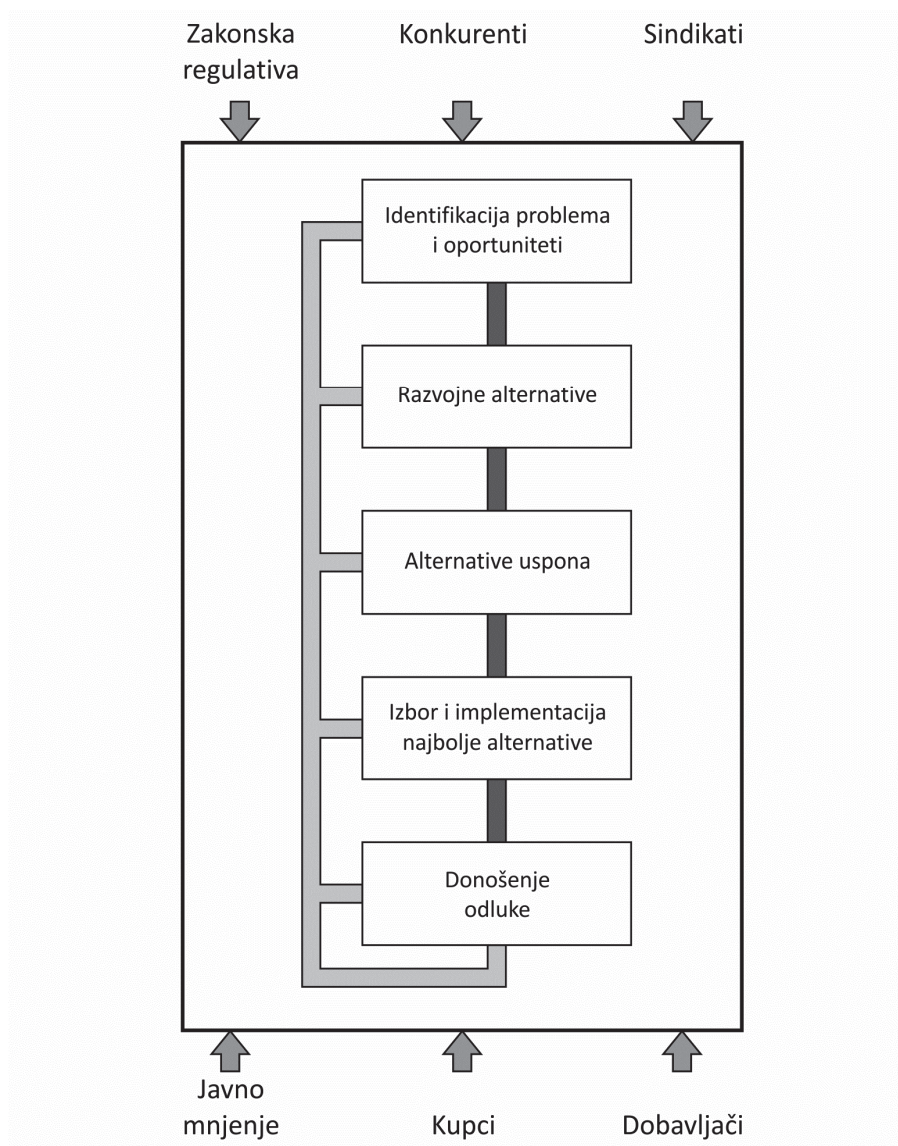 Zakonska
regulativa
Konkurenti
Sindikati
Identifikacija problema
i oportuniteti
Razvojne alternative
Alternative uspona
Izbor i implementacija
najbolje alternative
Donošenje
odluke
Javno
mnjenje
Kupci
Dobavljači